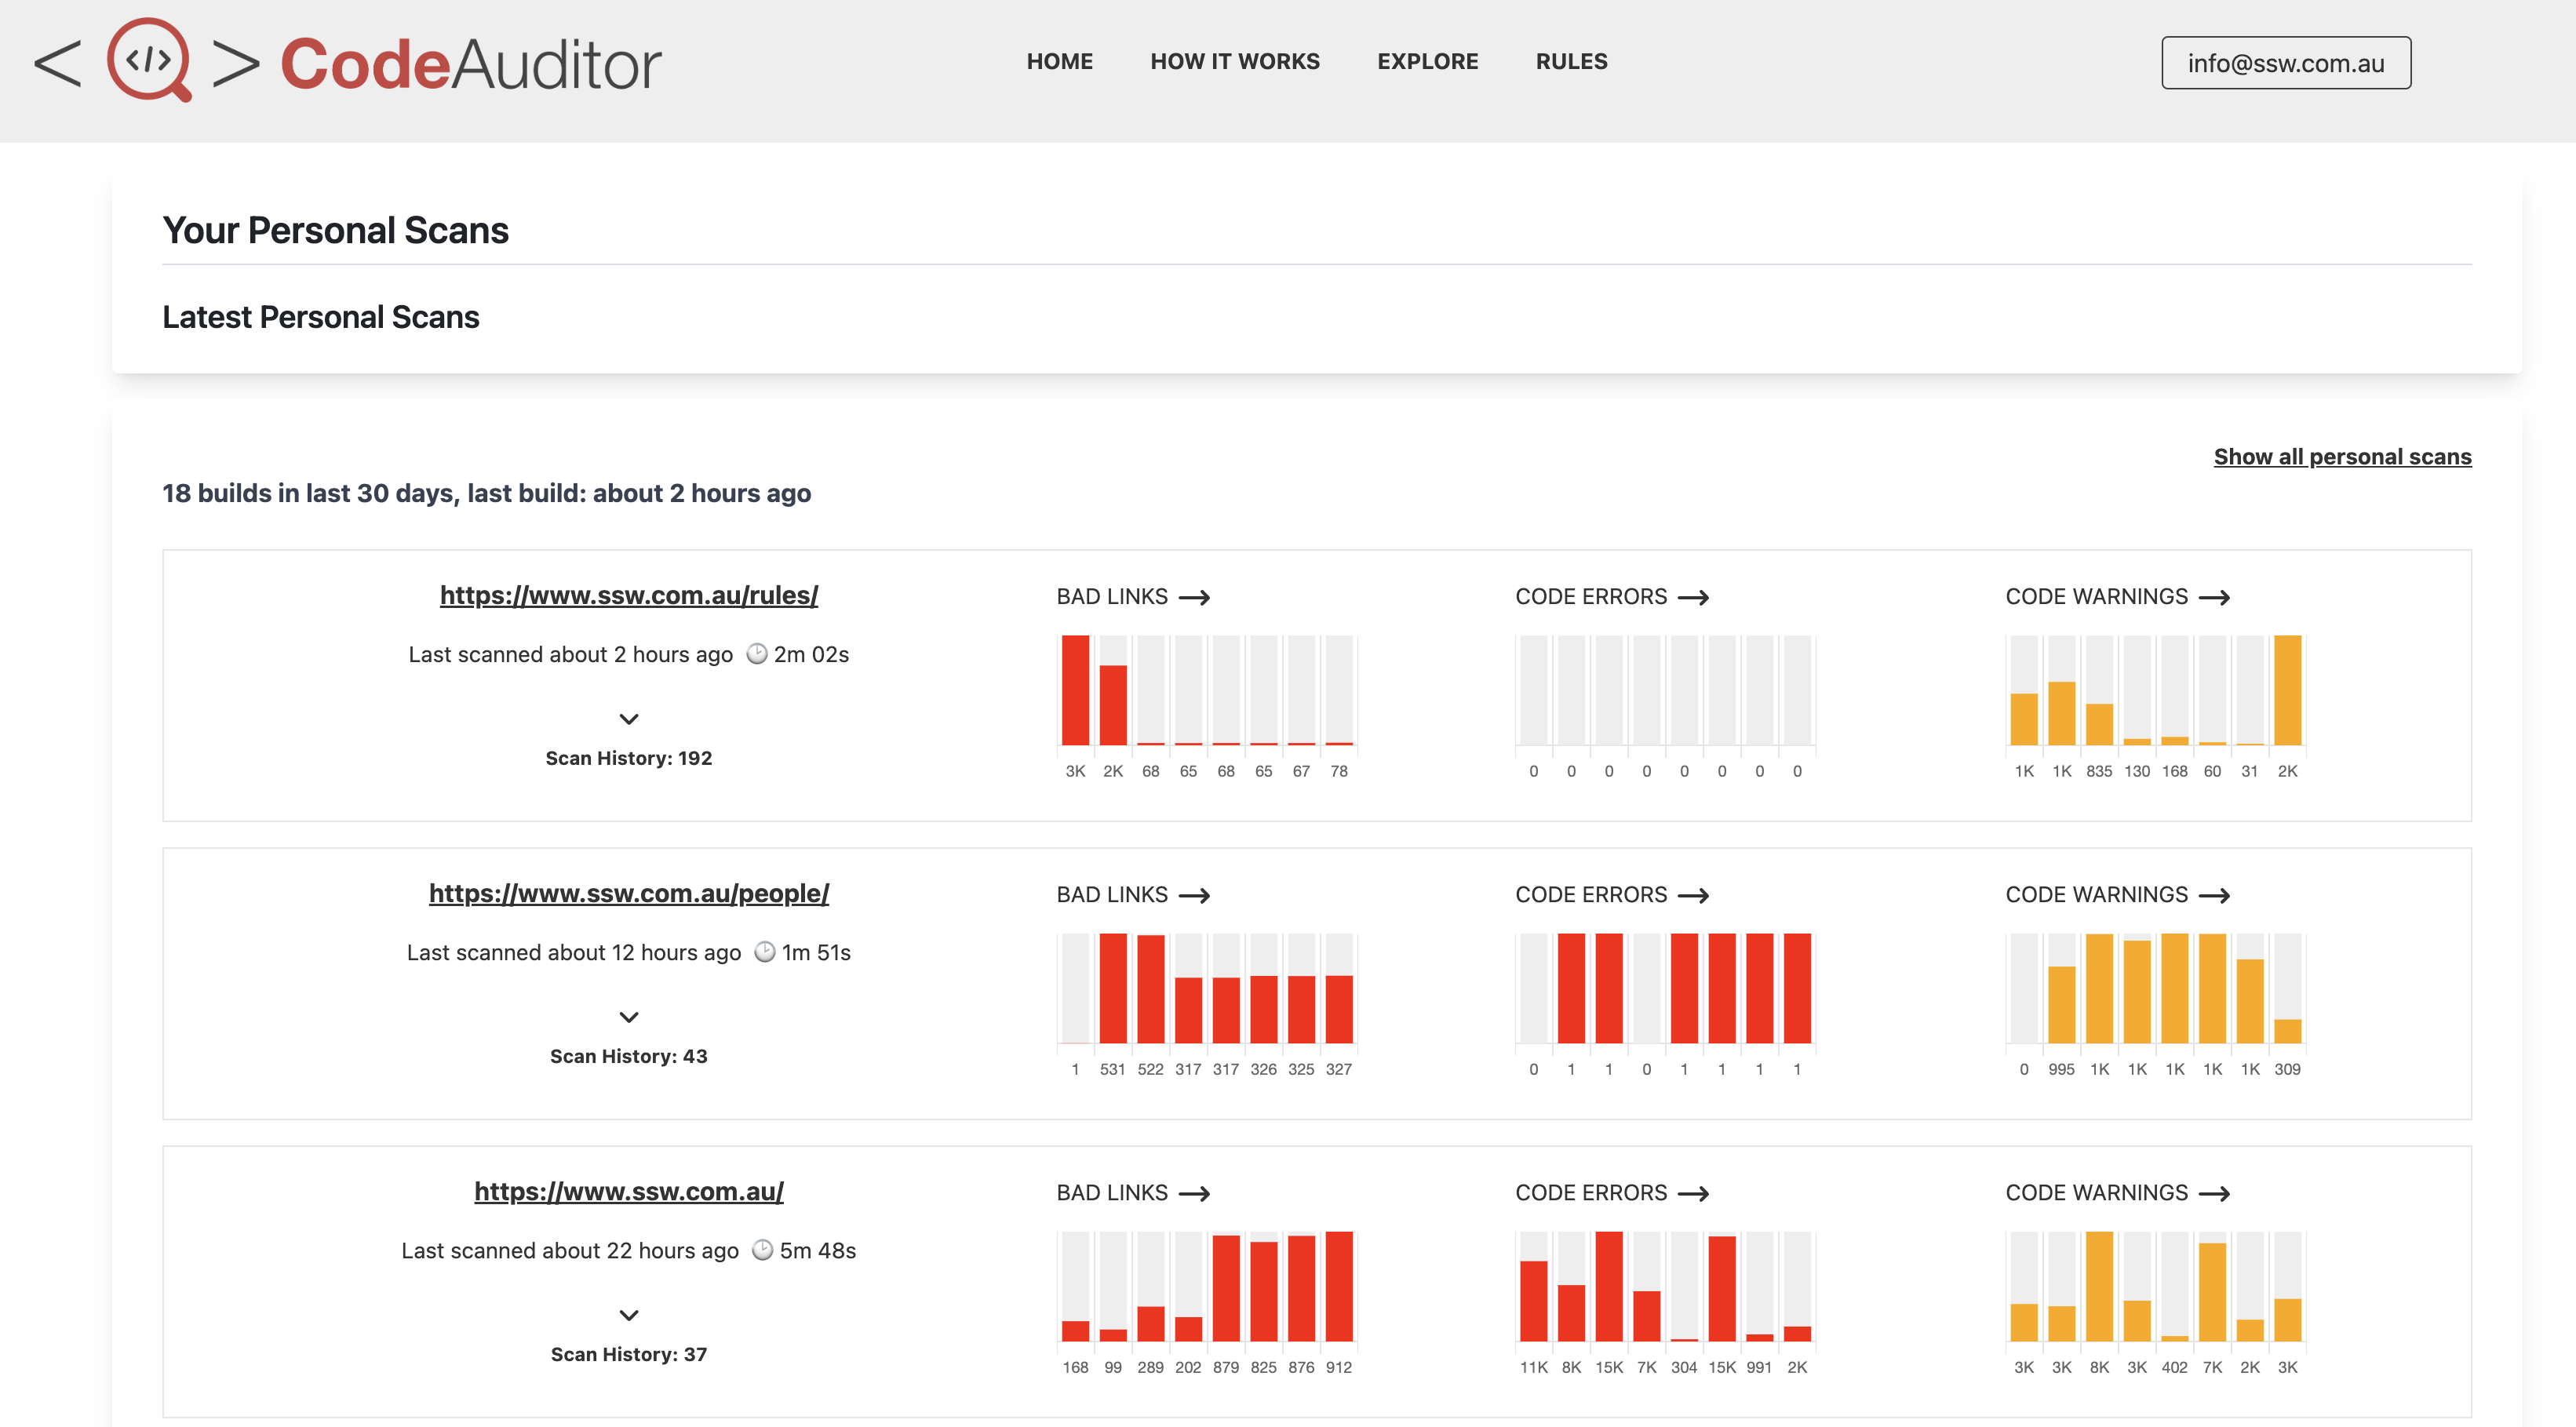 < </> > CodeAuditor
HOME HOW IT WORKS EXPLORE RULES
info@ssw.com.au
Your Personal Scans
Latest Personal Scans
Show all personal scans
18 builds in last 30 days, last build: about 2 hours ago
https://www.ssw.com.au/rules/
Last scanned about 2 hours ago 2m 02s
Scan History: 192
BAD LINKS →
3K 2K 68 65 68 65 67 78
CODE ERRORS →
0 0 0 0 0 0 0 0
CODE WARNINGS →
1K 1K 835 130 168 60 31 2K
https://www.ssw.com.au/people/
Last scanned about 12 hours ago 1m 51s
Scan History: 43
BAD LINKS →
1 531 522 317 317 326 325 327
CODE ERRORS →
0 1 1 0 1 1 1 1
CODE WARNINGS →
0 995 1K 1K 1K 1K 1K 309
https://www.ssw.com.au/
Last scanned about 22 hours ago 5m 48s
Scan History: 37
BAD LINKS →
168 99 289 202 879 825 876 912
CODE ERRORS →
11K 8K 15K 7K 304 15K 991 2K
CODE WARNINGS →
3K 3K 8K 3K 402 7K 2K 3K